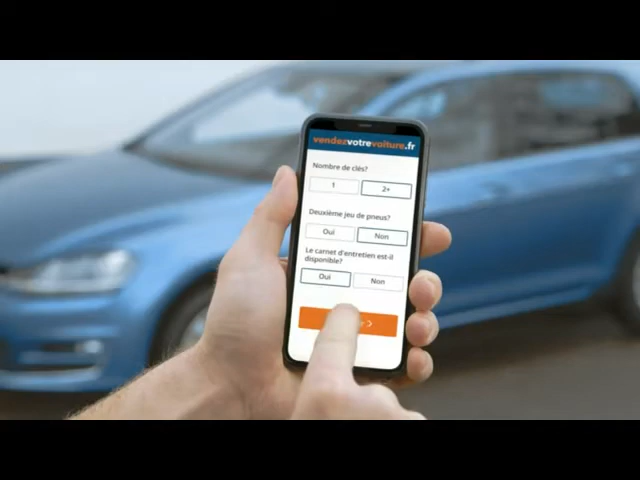 vendezvotrevoiture.fr
Nombre de clés?
1 2+
Deuxième jeu de pneus?
Oui Non
Le carnet d'entretien est-il
disponible?
Oui Non